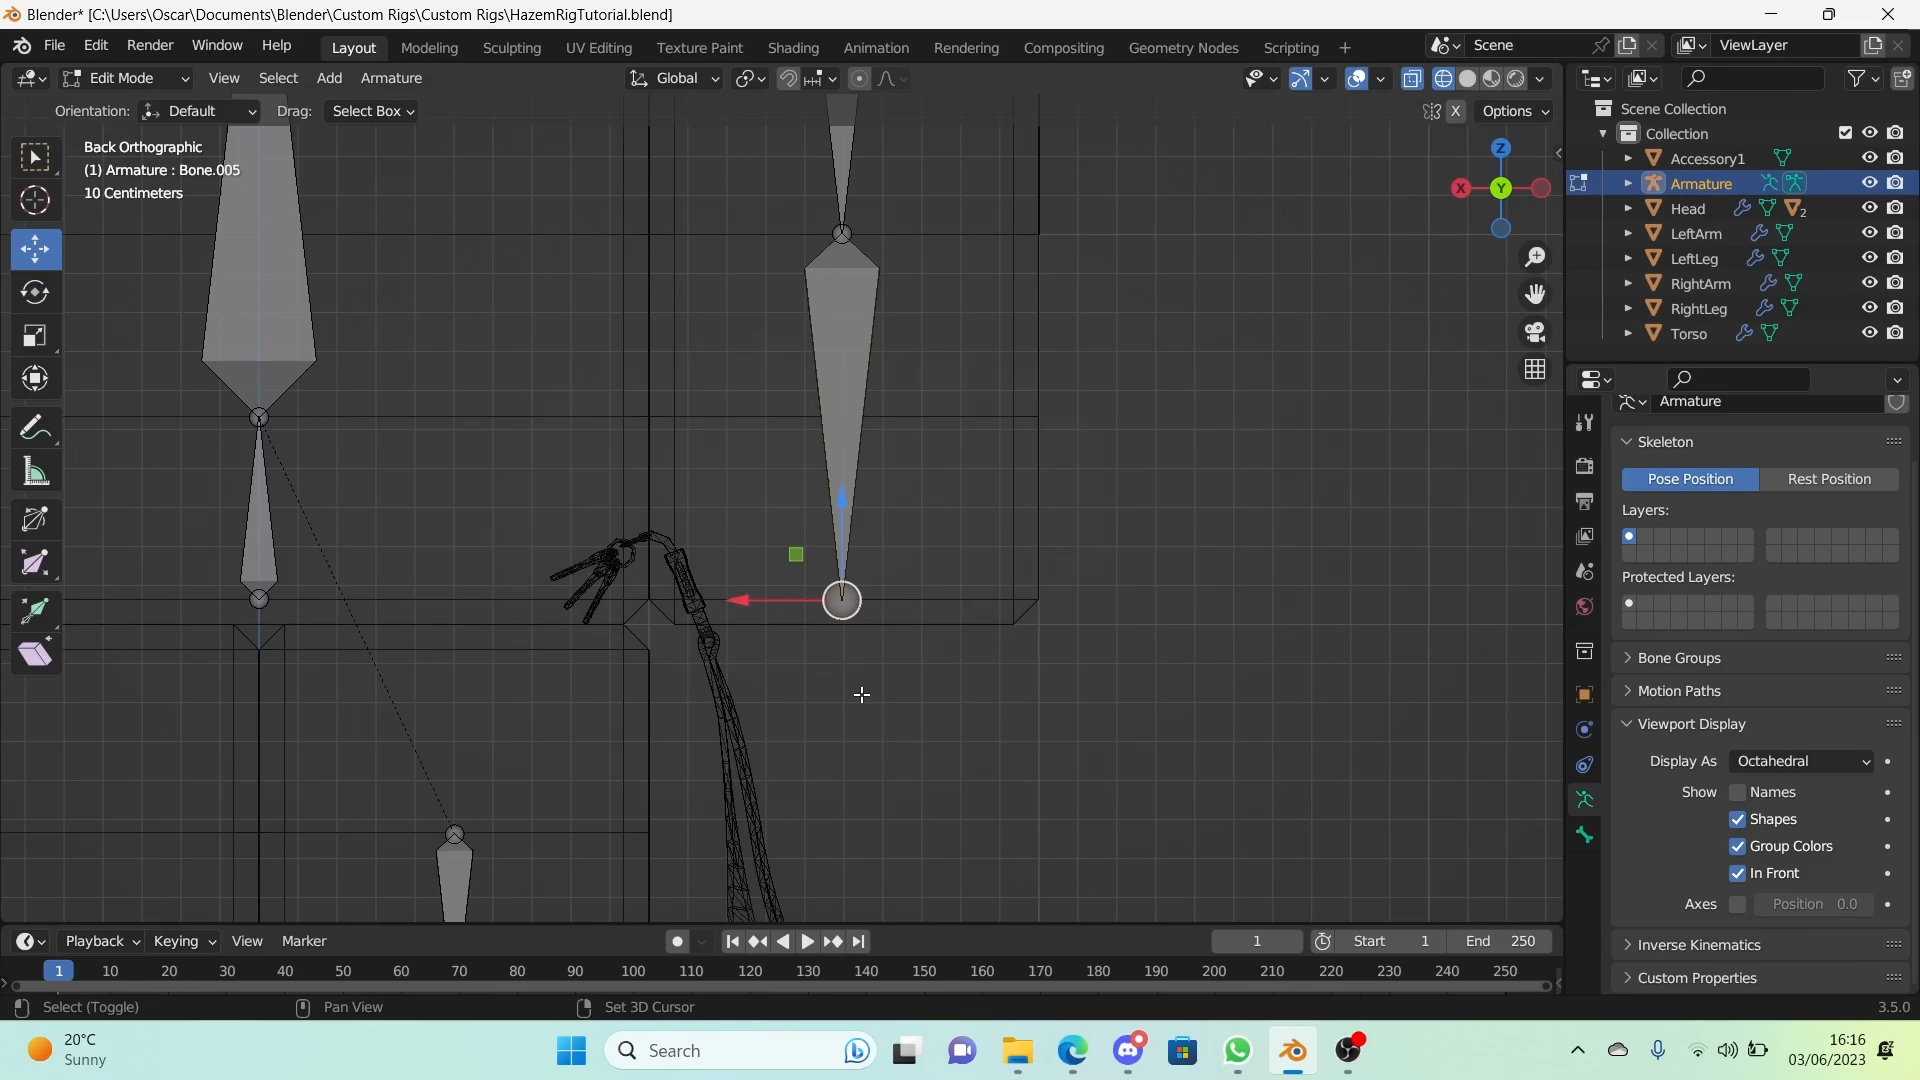 Blender* [C:\Users\Oscar\Documents\Blender\Custom Rigs\Custom Rigs\HazemRigTutorial.blend]
File Edit Render Window Help Layout Modeling Sculpting UV Editing Texture Paint Shading Animation Rendering Compositing Geometry Nodes Scripting + Scene ViewLayer
Edit Mode View Select Add Armature Global
Orientation: Default Drag: Select Box X Options
Back Orthographic
(1) Armature : Bone.005
10 Centimeters
Z
X Y
Scene Collection
Collection
Accessory1
Armature
Head 2
LeftArm
LeftLeg
RightArm
RightLeg
Torso
Armature
Skeleton
Pose Position Rest Position
Layers:
Protected Layers:
Bone Groups
Motion Paths
Viewport Display
Display As Octahedral
Show Names
Shapes
Group Colors
In Front
Axes Position 0.0
Inverse Kinematics
Custom Properties
Playback Keying View Marker 1 Start 1 End 250
1 10 20 30 40 50 60 70 80 90 100 110 120 130 140 150 160 170 180 190 200 210 220 230 240 250
Select (Toggle) Pan View Set 3D Cursor 3.5.0
20°C
Sunny
Search
16:16
03/06/2023